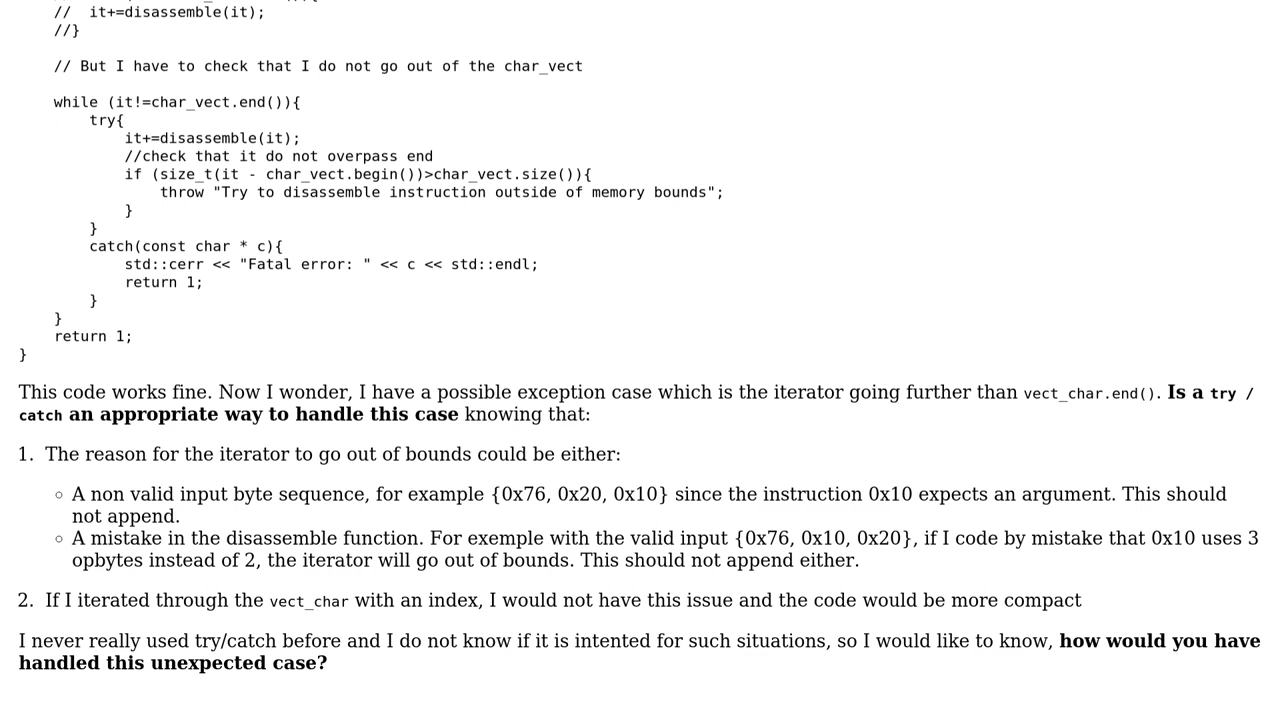 //  it+=disassemble(it);
//}
// But I have to check that I do not go out of the char_vect
while (it!=char_vect.end()){
try{
it+=disassemble(it);
//check that it do not overpass end
if (size_t(it - char_vect.begin())>char_vect.size()){
throw "Try to disassemble instruction outside of memory bounds";
}
}
catch(const char * c){
std::cerr << "Fatal error: " << c << std::endl;
return 1;
}
}
return 1;
}
This code works fine. Now I wonder, I have a possible exception case which is the iterator going further than vect_char.end(). Is a try /
catch an appropriate way to handle this case knowing that:
1. The reason for the iterator to go out of bounds could be either:
◦ A non valid input byte sequence, for example {0x76, 0x20, 0x10} since the instruction 0x10 expects an argument. This should
not append.
◦ A mistake in the disassemble function. For exemple with the valid input {0x76, 0x10, 0x20}, if I code by mistake that 0x10 uses 3
opbytes instead of 2, the iterator will go out of bounds. This should not append either.
2. If I iterated through the vect_char with an index, I would not have this issue and the code would be more compact
I never really used try/catch before and I do not know if it is intented for such situations, so I would like to know, how would you have
handled this unexpected case?